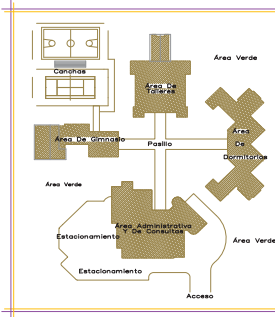 Canchas
Área De
Talleres
Área Verde
Área De Gimnasio
Pasillo
Área
De
Dormitorios
Área Verde
Área Administrativa
Y De Consultas
Estacionamiento
Área Verde
Estacionamiento
Acceso